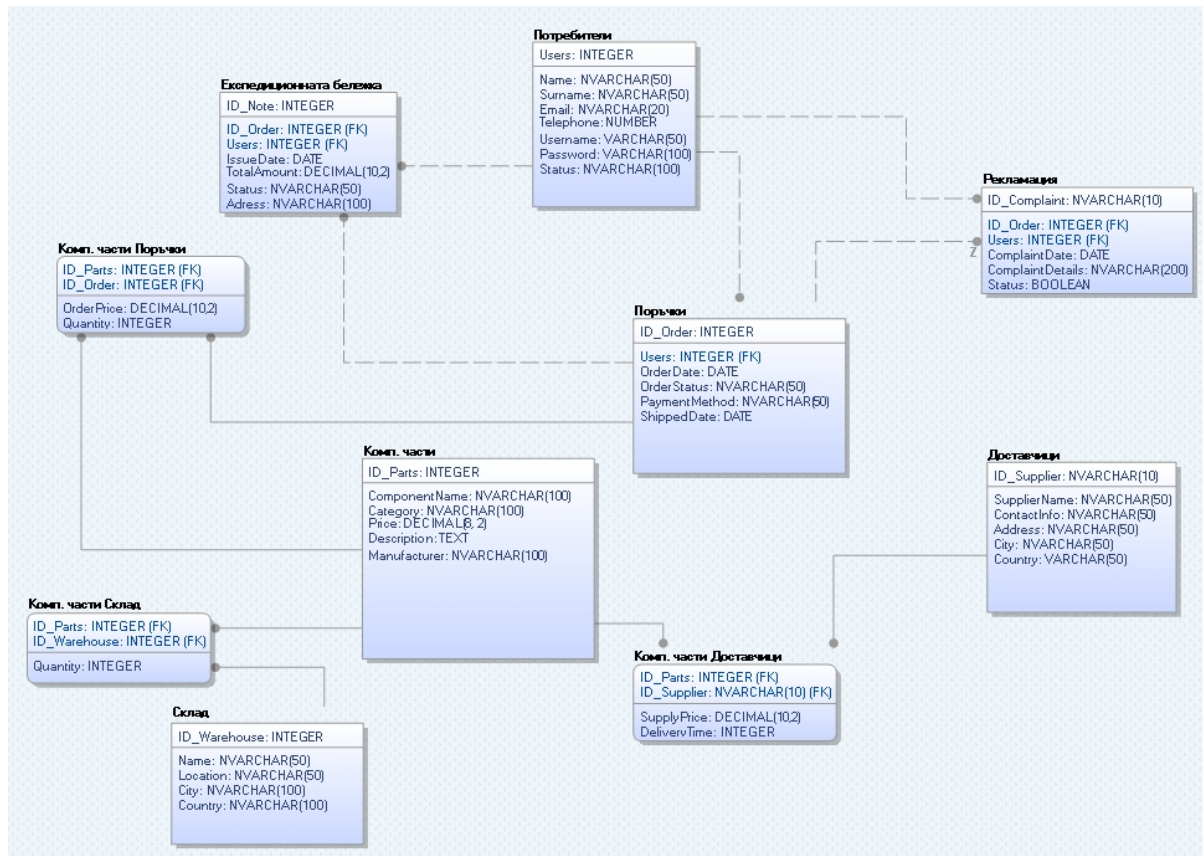 Потребители
Users: INTEGER
Name: NVARCHAR(50)
Surname: NVARCHAR(50)
Email: NVARCHAR(20)
Telephone: NUMBER
Username: VARCHAR(50)
Password: VARCHAR(100)
Status: NVARCHAR(100)
Експедиционната бележка
ID_Note: INTEGER
ID_Order: INTEGER (FK)
Users: INTEGER (FK)
IssueDate: DATE
TotalAmount: DECIMAL(10,2)
Status: NVARCHAR(50)
Adress: NVARCHAR(100)
Рекламация
ID_Complaint: NVARCHAR(10)
ID_Order: INTEGER (FK)
Users: INTEGER (FK)
ComplaintDate: DATE
ComplaintDetails: NVARCHAR(200)
Status: BOOLEAN
Z
Комп. части Поръчки
ID_Parts: INTEGER (FK)
ID_Order: INTEGER (FK)
OrderPrice: DECIMAL(10,2)
Quantity: INTEGER
Поръчки
ID_Order: INTEGER
Users: INTEGER (FK)
OrderDate: DATE
OrderStatus: NVARCHAR(50)
PaymentMethod: NVARCHAR(50)
ShippedDate: DATE
Комп. части
ID_Parts: INTEGER
ComponentName: NVARCHAR(100)
Category: NVARCHAR(100)
Price: DECIMAL(8, 2)
Description: TEXT
Manufacturer: NVARCHAR(100)
Доставчици
ID_Supplier: NVARCHAR(10)
SupplierName: NVARCHAR(50)
ContactInfo: NVARCHAR(50)
Address: NVARCHAR(50)
City: NVARCHAR(50)
Country: VARCHAR(50)
Комп. части Склад
ID_Parts: INTEGER (FK)
ID_Warehouse: INTEGER (FK)
Quantity: INTEGER
Комп. части Доставчици
ID_Parts: INTEGER (FK)
ID_Supplier: NVARCHAR(10) (FK)
SupplyPrice: DECIMAL(10,2)
DeliveryTime: INTEGER
Склад
ID_Warehouse: INTEGER
Name: NVARCHAR(50)
Location: NVARCHAR(50)
City: NVARCHAR(100)
Country: NVARCHAR(100)